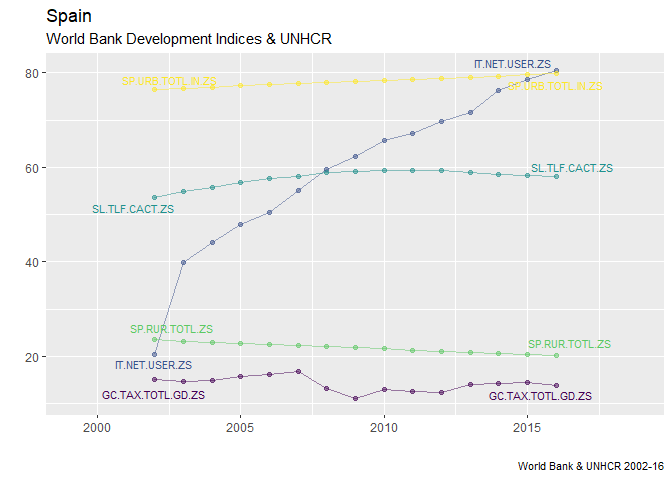 Spain
World Bank Development Indices & UNHCR
IT.NET.USER.ZS
80
SP.URB.TOTL.IN.ZS
SP.URB.TOTL.IN.ZS
60
SL.TLF.CACT.ZS
SL.TLF.CACT.ZS
40
SP.RUR.TOTL.ZS
SP.RUR.TOTL.ZS
20
IT.NET.USER.ZS
GC.TAX.TOTL.GD.ZS
GC.TAX.TOTL.GD.ZS
2000 2005 2010 2015
World Bank & UNHCR 2002-16